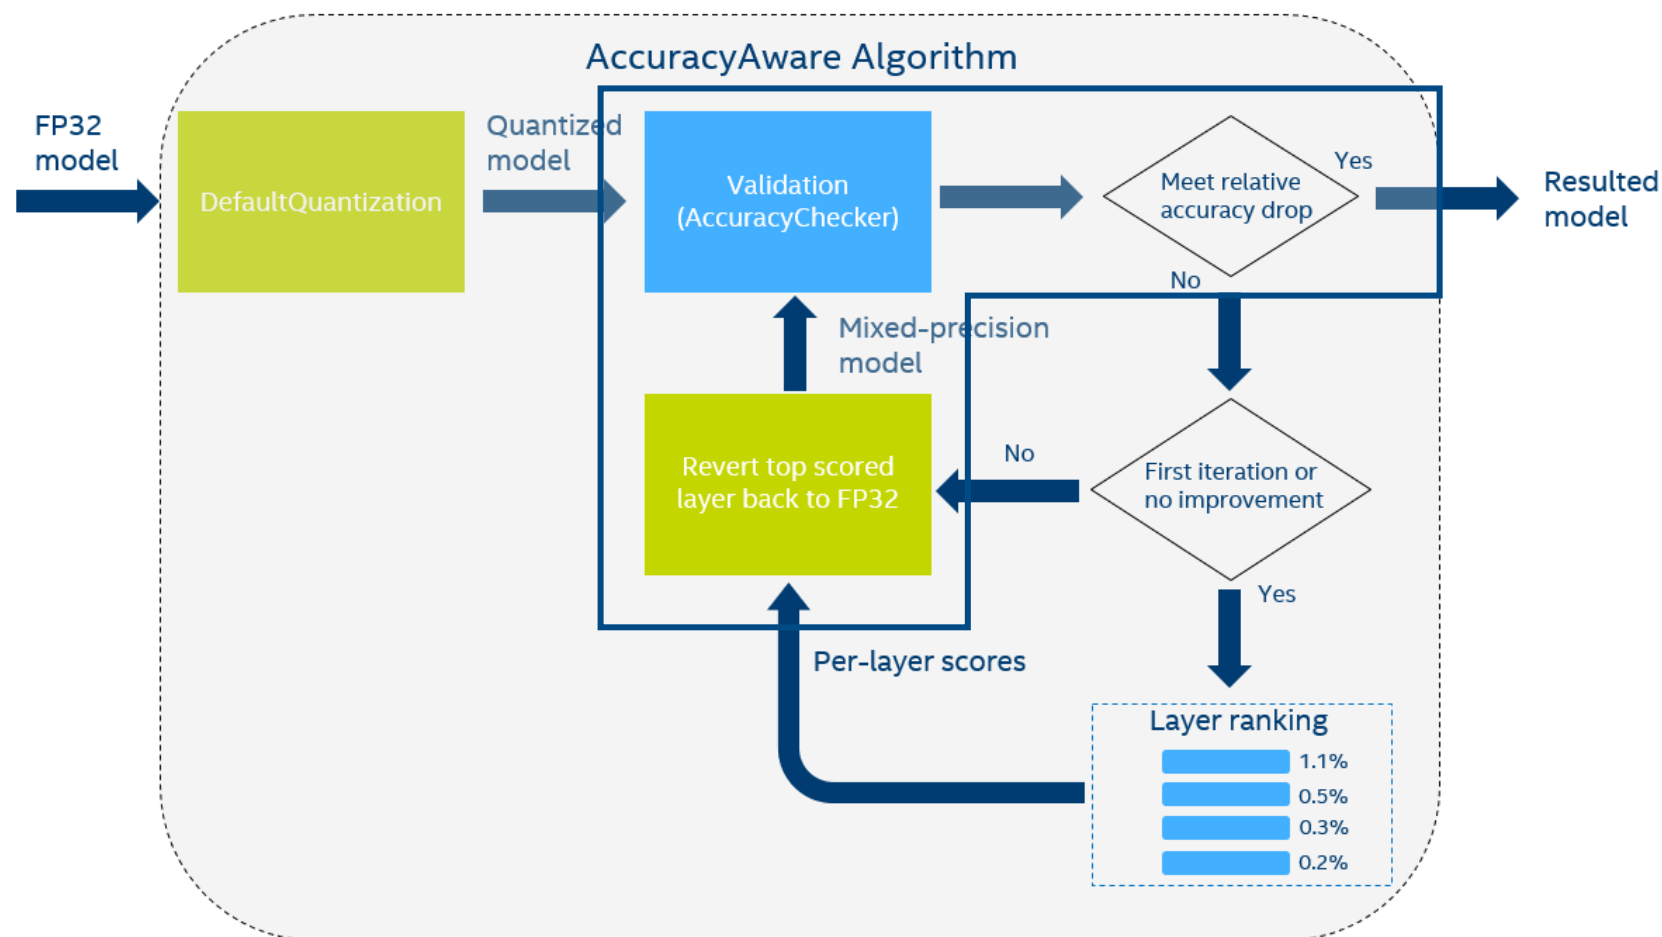 AccuracyAware Algorithm
FP32
model
DefaultQuantization
Quantized
model
Validation
(AccuracyChecker)
Meet relative
accuracy drop
Yes
Resulted
model
No
Mixed-precision
model
Revert top scored
layer back to FP32
No
First iteration or
no improvement
Yes
Per-layer scores
Layer ranking
1.1%
0.5%
0.3%
0.2%